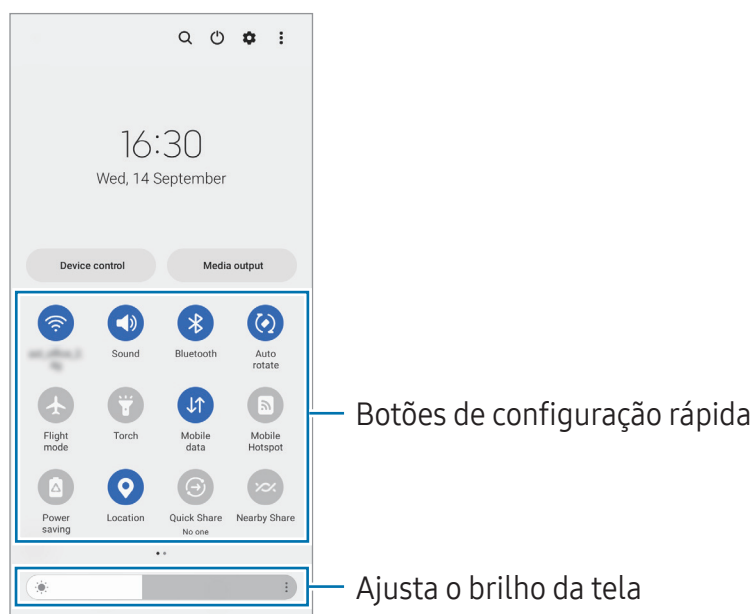 16:30
Wed, 14 September
Device control Media output
Sound Bluetooth Auto
rotate
Flight
mode
Torch
Mobile
data
Mobile
Hotspot
Botões de configuração rápida
Power
saving
Location
Quick Share
No one
Nearby Share
Ajusta o brilho da tela